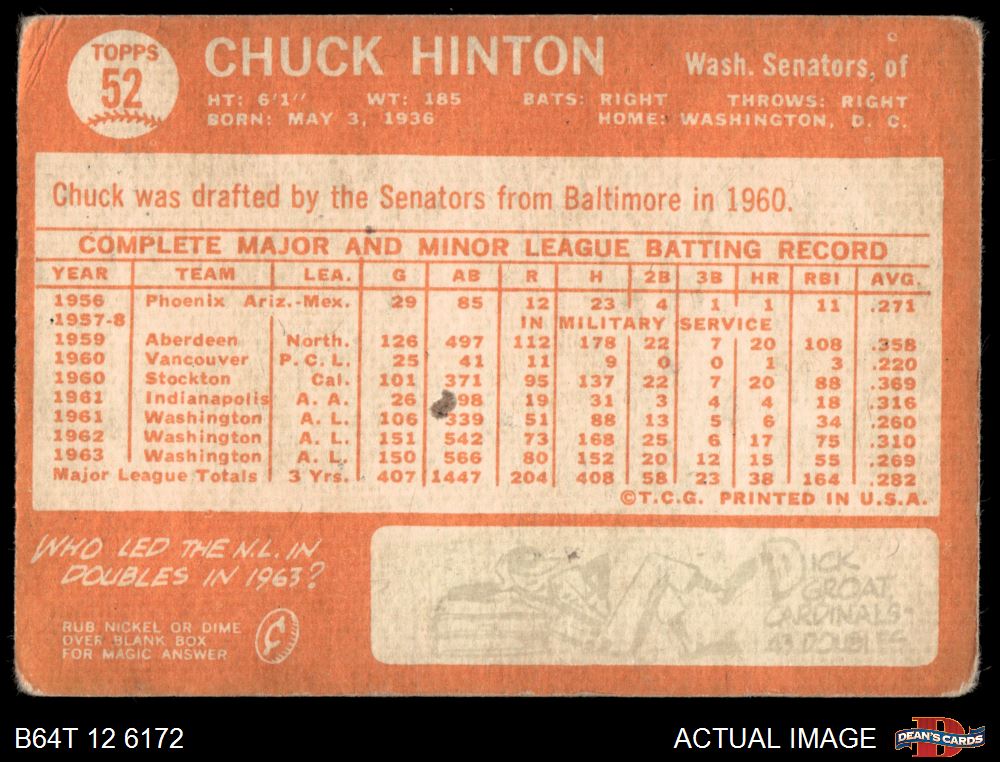 TOPPS
52
CHUCK HINTON
Wash. Senators, of
HT: 6'1" WT: 185 BATS: RIGHT THROWS: RIGHT
BORN: MAY 3, 1936 HOME: WASHINGTON, D. C.
Chuck was drafted by the Senators from Baltimore in 1960.
COMPLETE MAJOR AND MINOR LEAGUE BATTING RECORD
YEAR TEAM LEA. G AB R H 2B 3B HR RBI AVG.
1956 Phoenix Ariz.-Mex. 29 85 12 23 4 1 1 11 .271
1957-8 IN MILITARY SERVICE
1959 Aberdeen North. 126 497 112 178 22 7 20 108 .358
1960 Vancouver P.C.L. 25 41 11 9 0 0 1 3 .220
1960 Stockton Cal. 101 371 95 137 22 7 20 88 .369
1961 Indianapolis A. A. 26 98 19 31 3 4 4 18 .316
1961 Washington A. L. 106 339 51 88 13 5 6 34 .260
1962 Washington A. L. 151 542 73 168 25 6 17 75 .310
1963 Washington A. L. 150 566 80 152 20 12 15 55 .269
Major League Totals 3 Yrs. 407 1447 204 408 58 23 38 164 .282
©T.C.G. PRINTED IN U.S.A.
WHO LED THE N.L. IN
DOUBLES IN 1963?
RUB NICKEL OR DIME
OVER BLANK BOX
FOR MAGIC ANSWER
DICK
GROAT
CARDINALS
43 DOUBLES
B64T 12 6172
ACTUAL IMAGE
DEAN'S CARDS